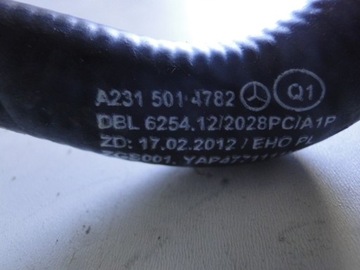 A231 501 4782 Q1
DBL 6254.12/2028PC/A1P
ZD: 17.02.2012 / EHO PL